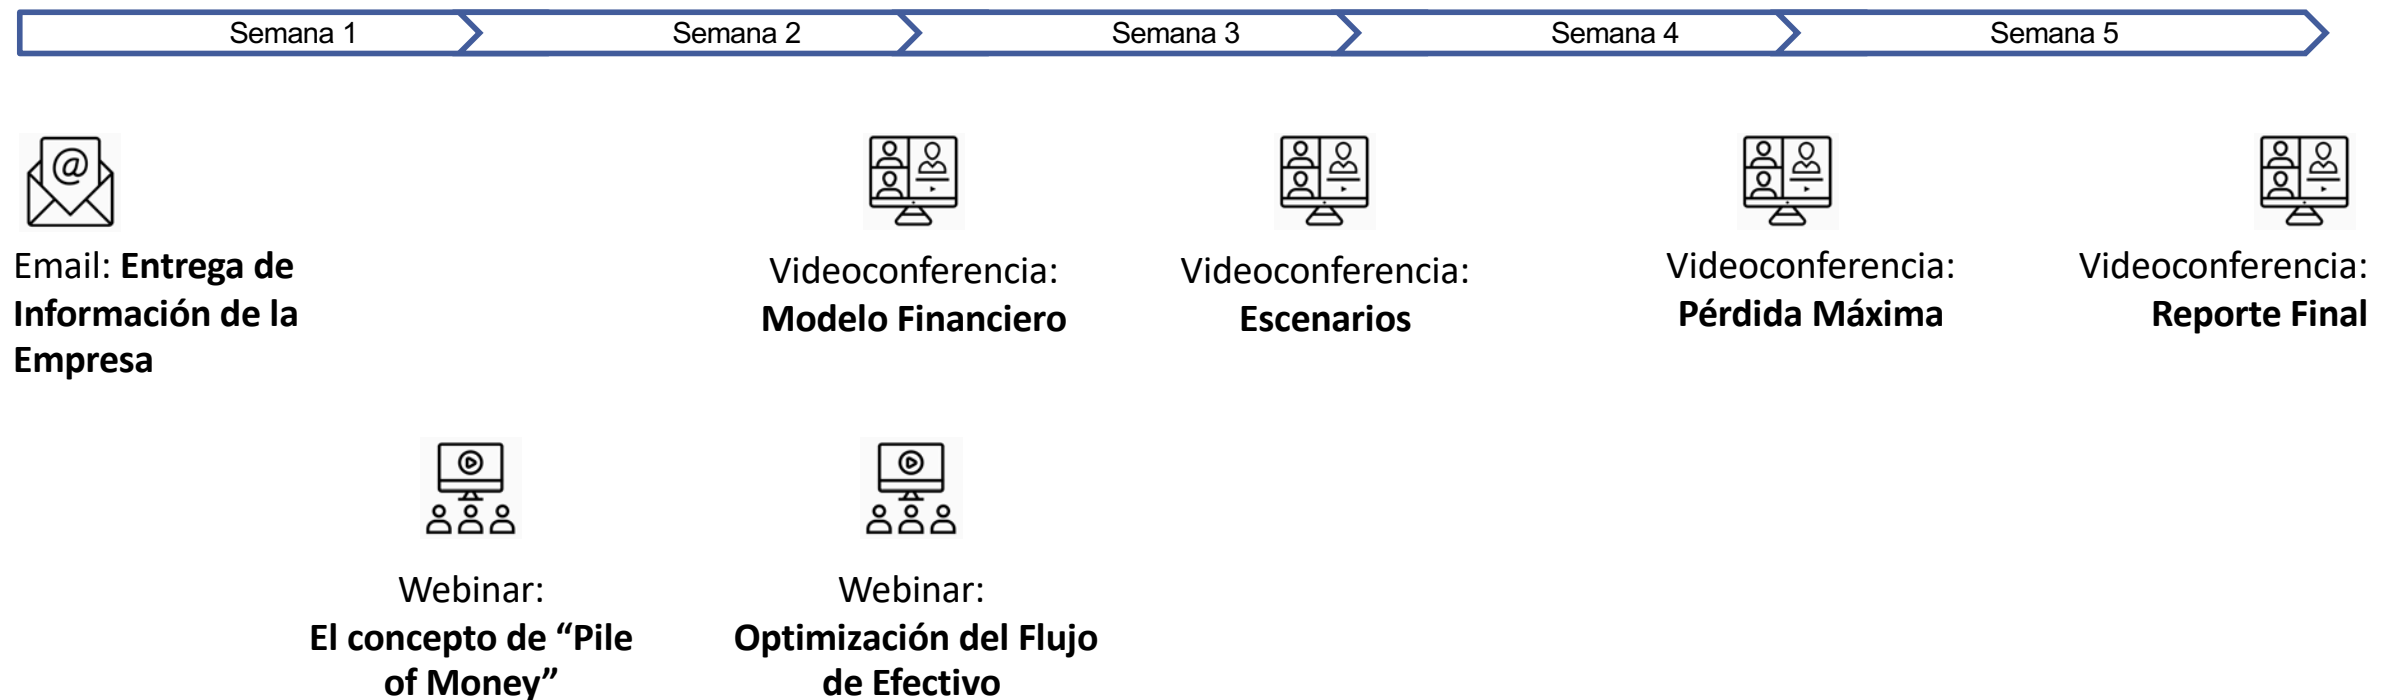 Semana 1
Semana 2
Semana 3
Semana 4
Semana 5
Email: Entrega de
Información de la
Empresa
Videoconferencia:
Modelo Financiero
Videoconferencia:
Escenarios
Videoconferencia:
Pérdida Máxima
Videoconferencia:
Reporte Final
Webinar:
El concepto de “Pile
of Money”
Webinar:
Optimización del Flujo
de Efectivo